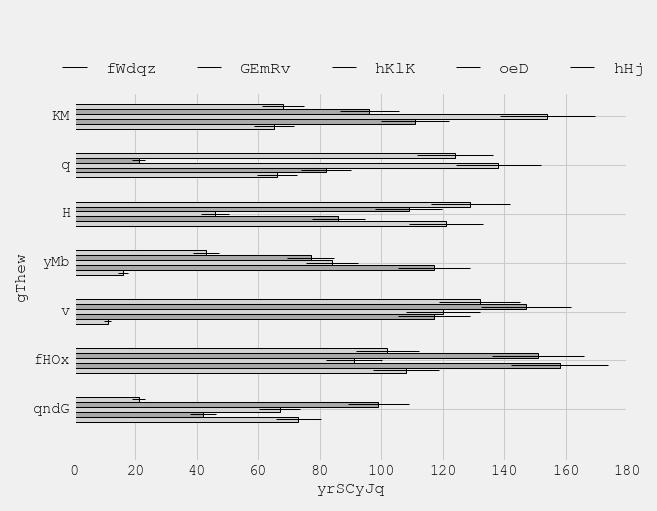 fWdqz GEmRv hKlK oeD hHj
KM
q
H
yMb
v
fHOx
qndG
gThew
0 20 40 60 80 100 120 140 160 180
yrSCyJq